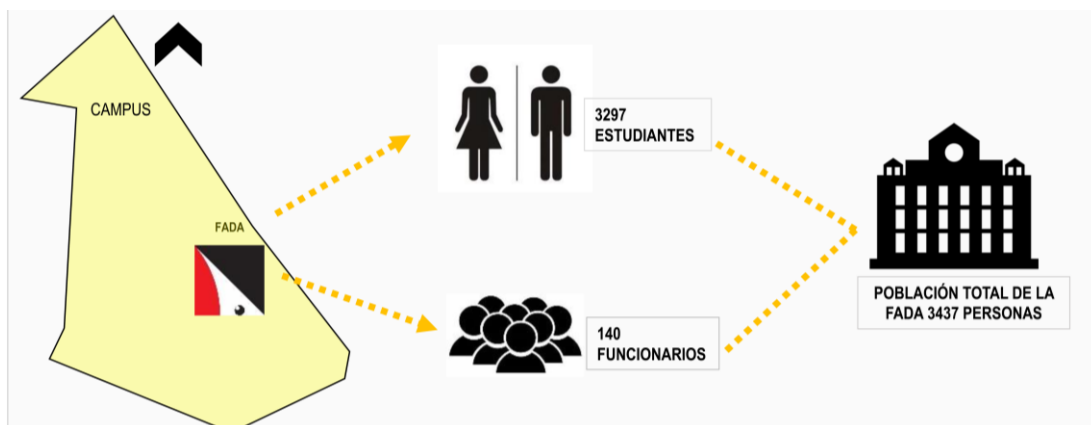 CAMPUS
FADA
3297
ESTUDIANTES
140
FUNCIONARIOS
POBLACIÓN TOTAL DE LA
FADA 3437 PERSONAS